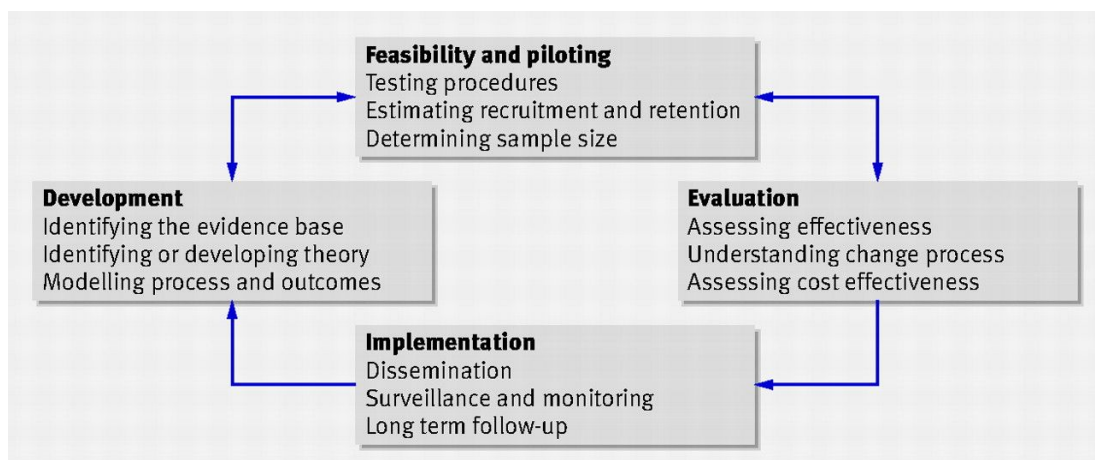 Feasibility and piloting
Testing procedures
Estimating recruitment and retention
Determining sample size
Development
Identifying the evidence base
Identifying or developing theory
Modelling process and outcomes
Evaluation
Assessing effectiveness
Understanding change process
Assessing cost effectiveness
Implementation
Dissemination
Surveillance and monitoring
Long term follow-up